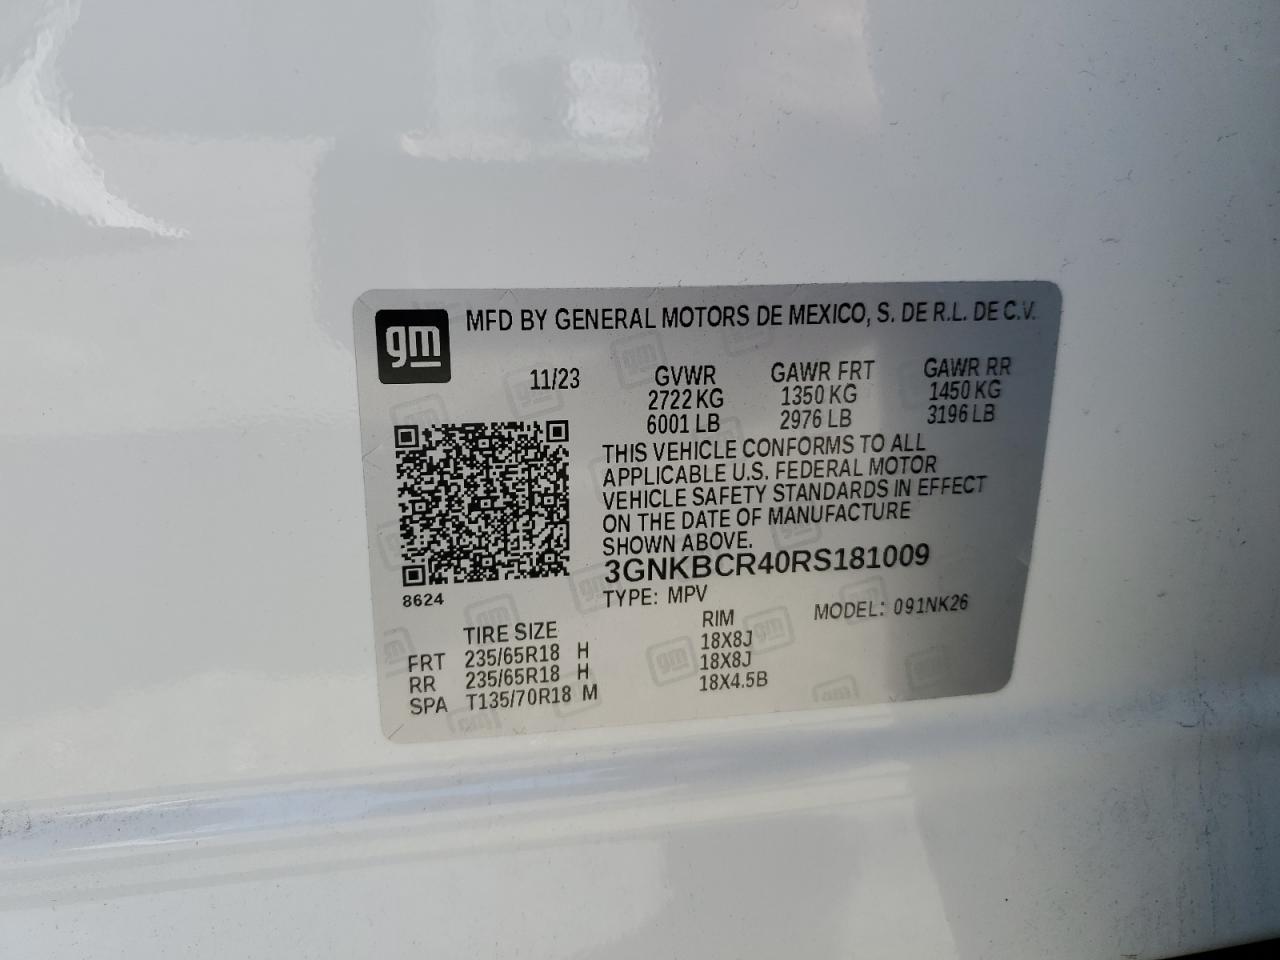 gm
MFD BY GENERAL MOTORS DE MEXICO, S. DE R.L. DE C.V.
11/23 GVWR GAWR FRT GAWR RR
2722 KG 1350 KG 1450 KG
6001 LB 2976 LB 3196 LB
THIS VEHICLE CONFORMS TO ALL
APPLICABLE U.S. FEDERAL MOTOR
VEHICLE SAFETY STANDARDS IN EFFECT
ON THE DATE OF MANUFACTURE
SHOWN ABOVE.
3GNKBCR40RS181009
8624
TYPE: MPV MODEL: 091NK26
TIRE SIZE RIM
FRT 235/65R18 H 18X8J
RR 235/65R18 H 18X8J
SPA T135/70R18 M 18X4.5B